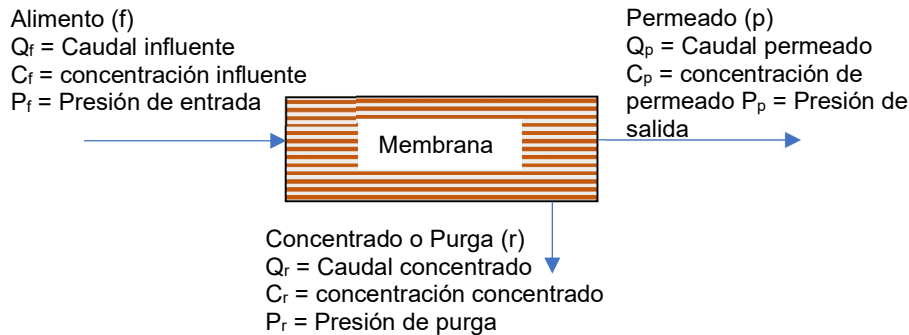 Alimento (f)
Qf = Caudal influente
Cf = concentración influente
Pf = Presión de entrada
Permeado (p)
Qp = Caudal permeado
Cp = concentración de
permeado Pp = Presión de
salida
Membrana
Concentrado o Purga (r)
Qr = Caudal concentrado
Cr = concentración concentrado
Pr = Presión de purga